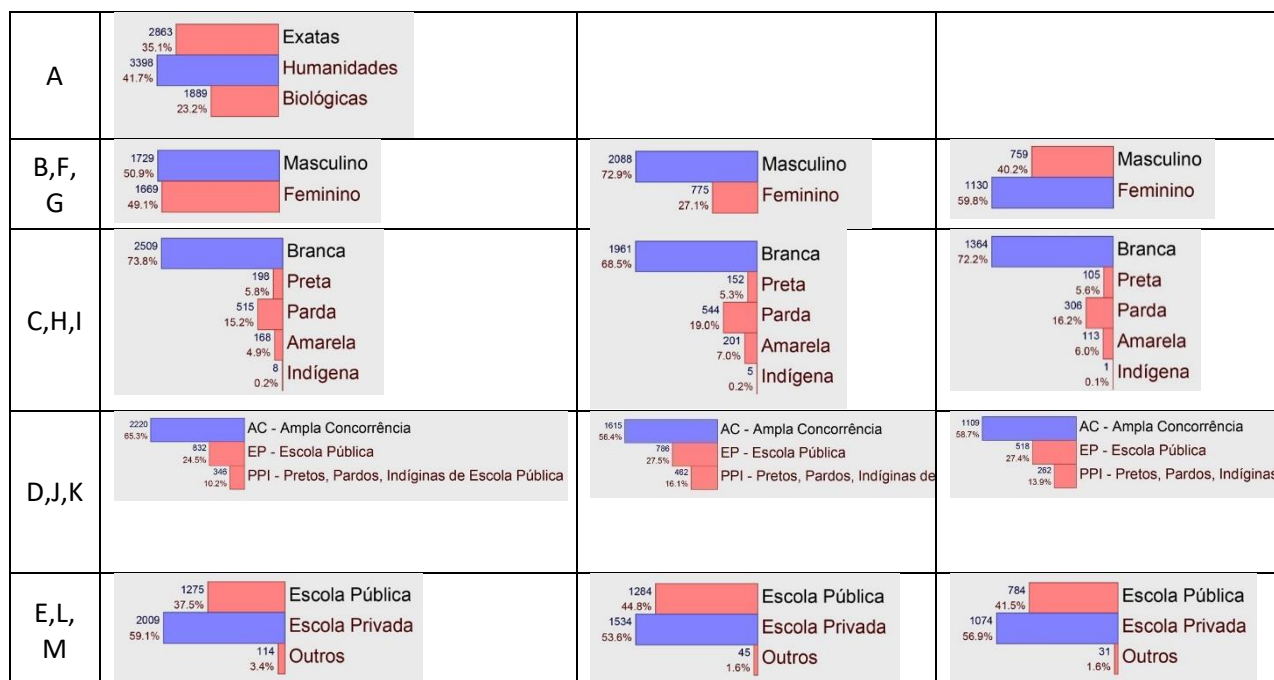 A
2863
35.1%
Exatas
3398
41.7%
Humanidades
1889
23.2%
Biológicas
B,F,
G
1729
50.9%
Masculino
1669
49.1%
Feminino
2088
72.9%
Masculino
775
27.1%
Feminino
759
40.2%
Masculino
1130
59.8%
Feminino
C,H,I
2509
73.8%
Branca
198
5.8%
Preta
515
15.2%
Parda
168
4.9%
Amarela
8
0.2%
Indígena
1961
68.5%
Branca
152
5.3%
Preta
544
19.0%
Parda
201
7.0%
Amarela
5
0.2%
Indígena
1364
72.2%
Branca
105
5.6%
Preta
306
16.2%
Parda
113
6.0%
Amarela
1
0.1%
Indígena
D,J,K
2220
65.3%
AC - Ampla Concorrência
832
24.5%
EP - Escola Pública
346
10.2%
PPI - Pretos, Pardos, Indíginas de Escola Pública
1615
56.4%
AC - Ampla Concorrência
786
27.5%
EP - Escola Pública
462
16.1%
PPI - Pretos, Pardos, Indíginas de
1109
58.7%
AC - Ampla Concorrência
518
27.4%
EP - Escola Pública
262
13.9%
PPI - Pretos, Pardos, Indíginas
E,L,
M
1275
37.5%
Escola Pública
2009
59.1%
Escola Privada
114
3.4%
Outros
1284
44.8%
Escola Pública
1534
53.6%
Escola Privada
45
1.6%
Outros
784
41.5%
Escola Pública
1074
56.9%
Escola Privada
31
1.6%
Outros